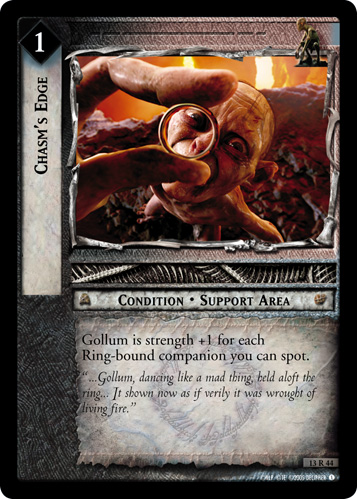 1
CHASM'S EDGE
CONDITION • SUPPORT AREA
Gollum is strength +1 for each
Ring-bound companion you can spot.
"...Gollum, dancing like a mad thing, held aloft the
ring... It shown now as if verily it was wrought of
living fire."
13 R 44